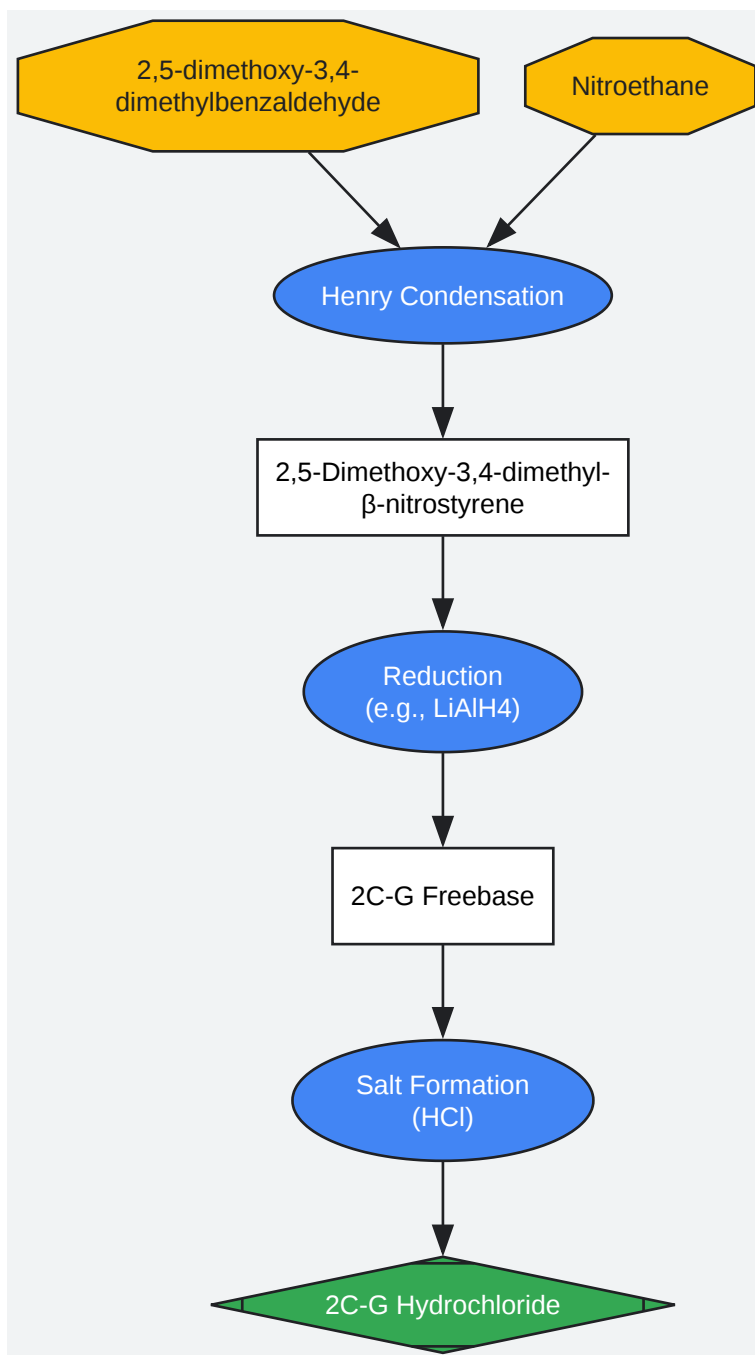 2,5-dimethoxy-3,4-
dimethylbenzaldehyde
Nitroethane
Henry Condensation
2,5-Dimethoxy-3,4-dimethyl-
β-nitrostyrene
Reduction
(e.g., LiAlH4)
2C-G Freebase
Salt Formation
(HCl)
2C-G Hydrochloride